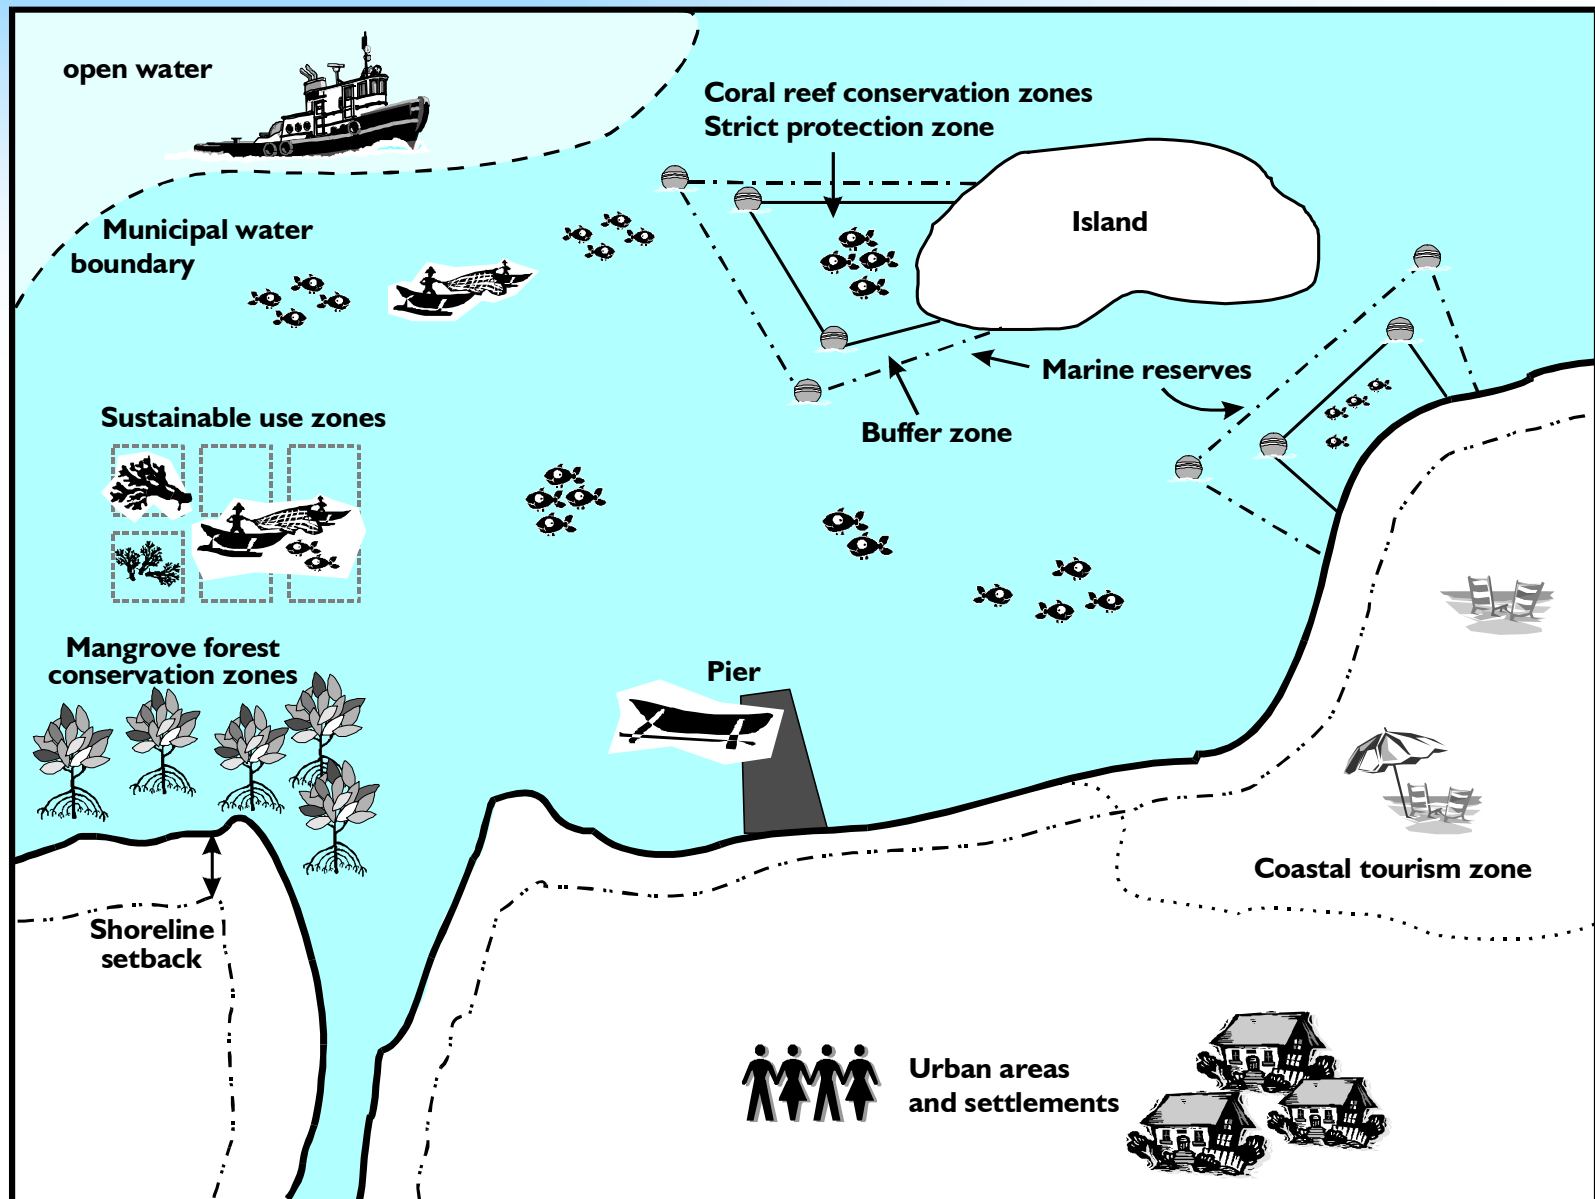 open water
Coral reef conservation zones
Strict protection zone
Island
Municipal water
boundary
Marine reserves
Buffer zone
Sustainable use zones
Mangrove forest
conservation zones
Pier
Coastal tourism zone
Shoreline
setback
Urban areas
and settlements